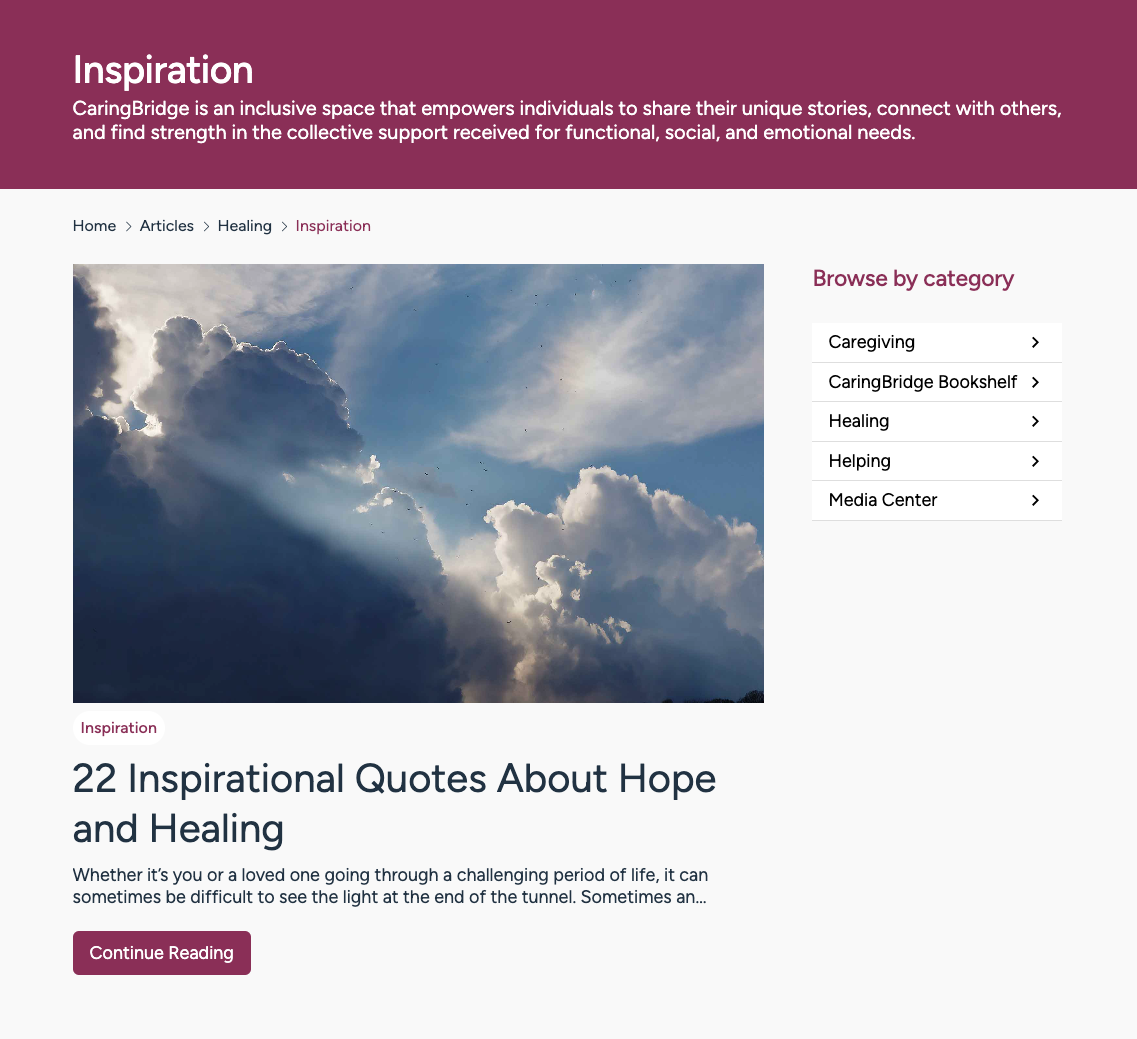 Inspiration
CaringBridge is an inclusive space that empowers individuals to share their unique stories, connect with others,
and find strength in the collective support received for functional, social, and emotional needs.
Home > Articles > Healing > Inspiration
Browse by category
Caregiving
CaringBridge Bookshelf
Healing
Helping
Media Center
Inspiration
22 Inspirational Quotes About Hope
and Healing
Whether it’s you or a loved one going through a challenging period of life, it can
sometimes be difficult to see the light at the end of the tunnel. Sometimes an...
Continue Reading